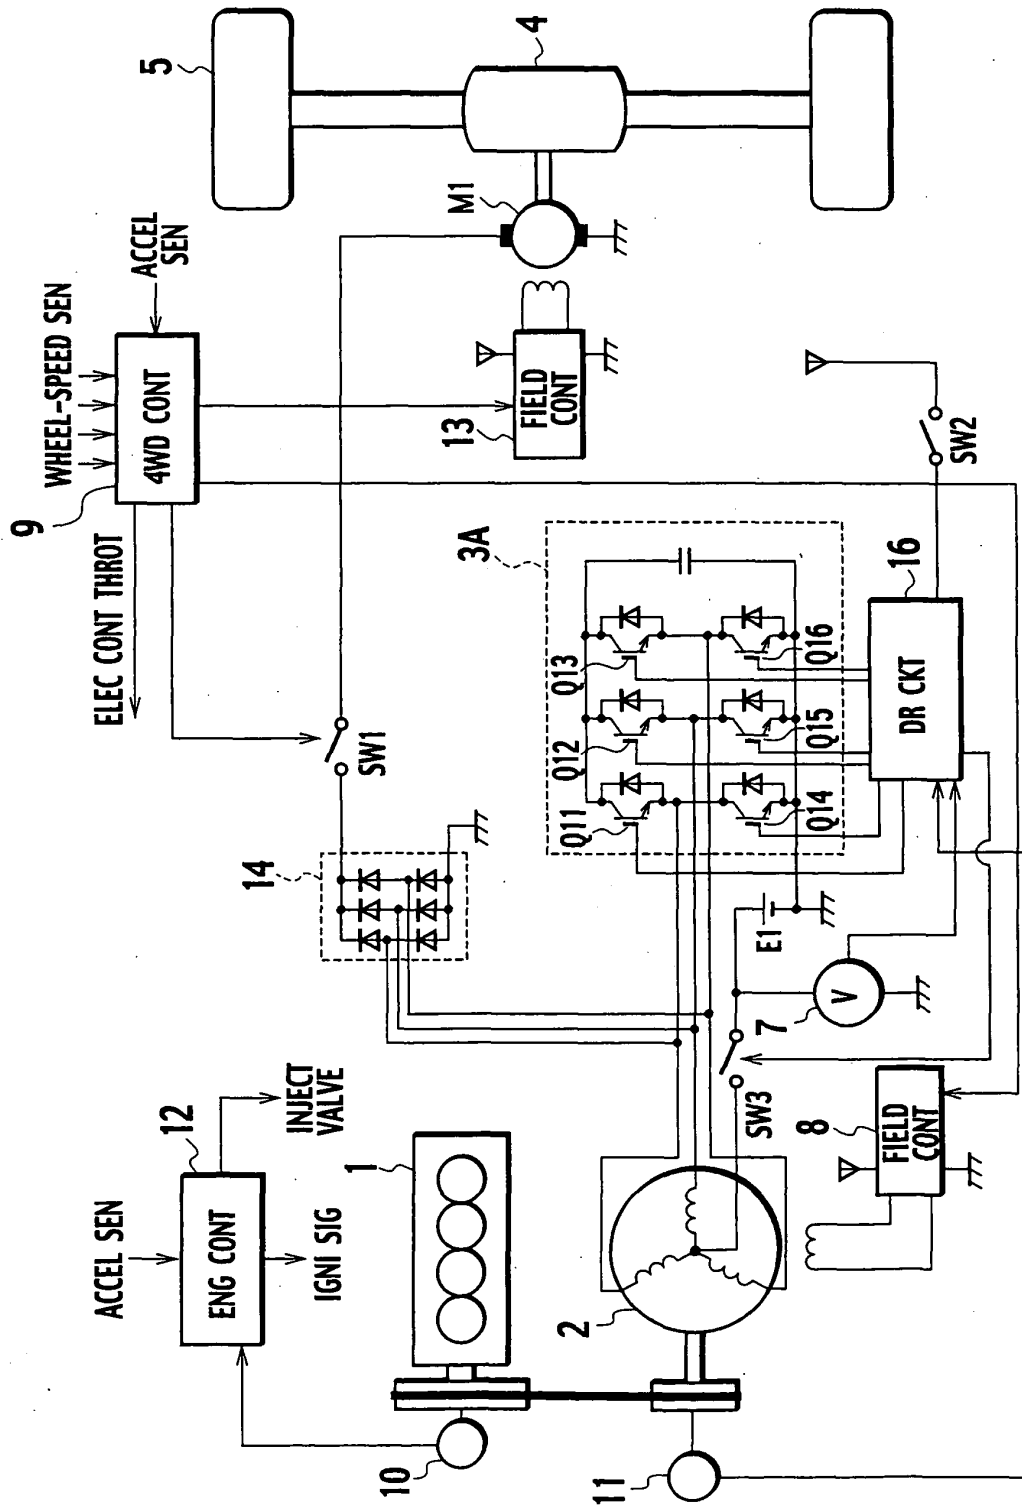 ACCEL SEN
12
ENG CONT
INJECT
VALVE
IGNI SIG
10
1
11
2
ELEC CONT THROT
9
WHEEL-SPEED SEN
4WD CONT
ACCEL
SEN
5
4
M1
13
FIELD
CONT
SW1
14
3A
Q11
Q12
Q13
Q14
Q15
Q16
16
DR CKT
SW2
E1
7
V
SW3
8
FIELD
CONT